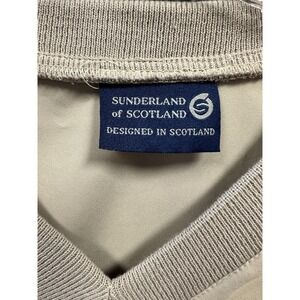 SUNDERLAND
of SCOTLAND
DESIGNED IN SCOTLAND